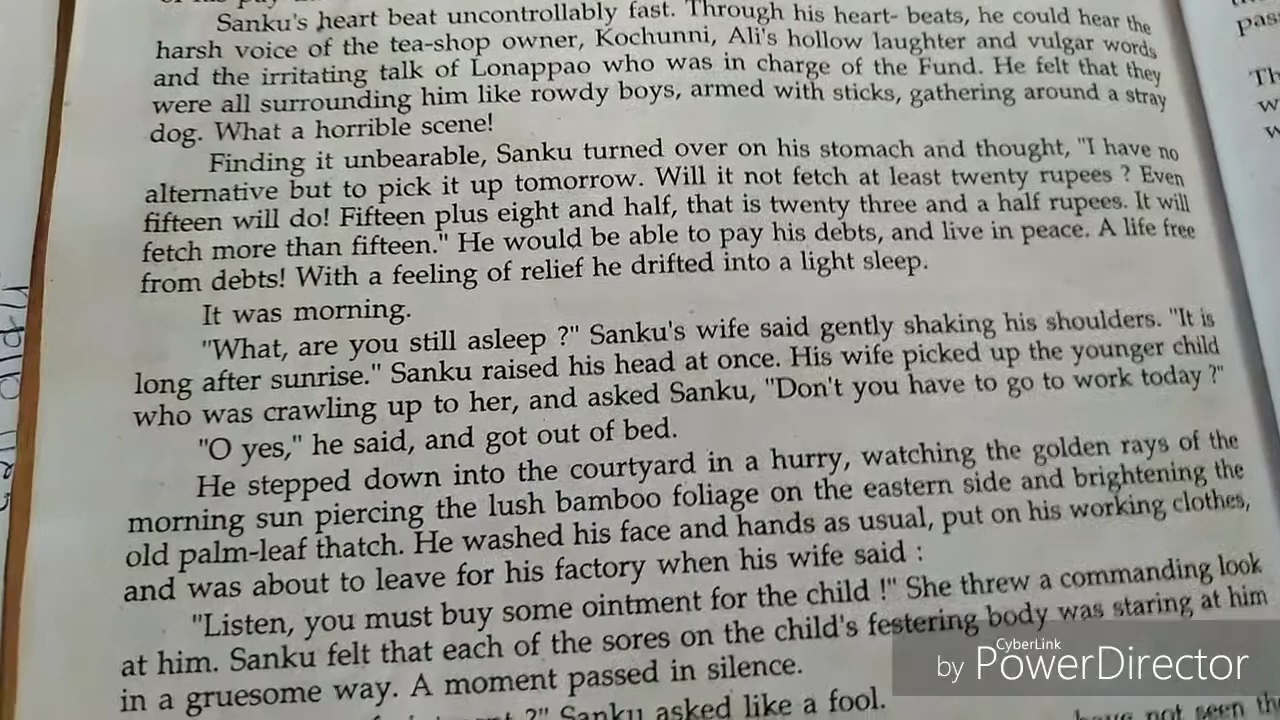 Sanku's heart beat uncontrollably fast. Through his heart- beats, he could hear the
harsh voice of the tea-shop owner, Kochunni, Ali's hollow laughter and vulgar words
and the irritating talk of Lonappao who was in charge of the Fund. He felt that they
were all surrounding him like rowdy boys, armed with sticks, gathering around a stray
dog. What a horrible scene!
Finding it unbearable, Sanku turned over on his stomach and thought, "I have no
alternative but to pick it up tomorrow. Will it not fetch at least twenty rupees ? Even
fifteen will do! Fifteen plus eight and half, that is twenty three and a half rupees. It will
fetch more than fifteen." He would be able to pay his debts, and live in peace. A life free
from debts! With a feeling of relief he drifted into a light sleep.
It was morning.
"What, are you still asleep ?" Sanku's wife said gently shaking his shoulders. "It is
long after sunrise." Sanku raised his head at once. His wife picked up the younger child
who was crawling up to her, and asked Sanku, "Don't you have to go to work today ?"
"O yes," he said, and got out of bed.
He stepped down into the courtyard in a hurry, watching the golden rays of the
morning sun piercing the lush bamboo foliage on the eastern side and brightening the
old palm-leaf thatch. He washed his face and hands as usual, put on his working clothes,
and was about to leave for his factory when his wife said :
"Listen, you must buy some ointment for the child !" She threw a commanding look
at him. Sanku felt that each of the sores on the child's festering body was staring at him
in a gruesome way. A moment passed in silence.
?" Sanku asked like a fool.
have not seen
CyberLink
by PowerDirector